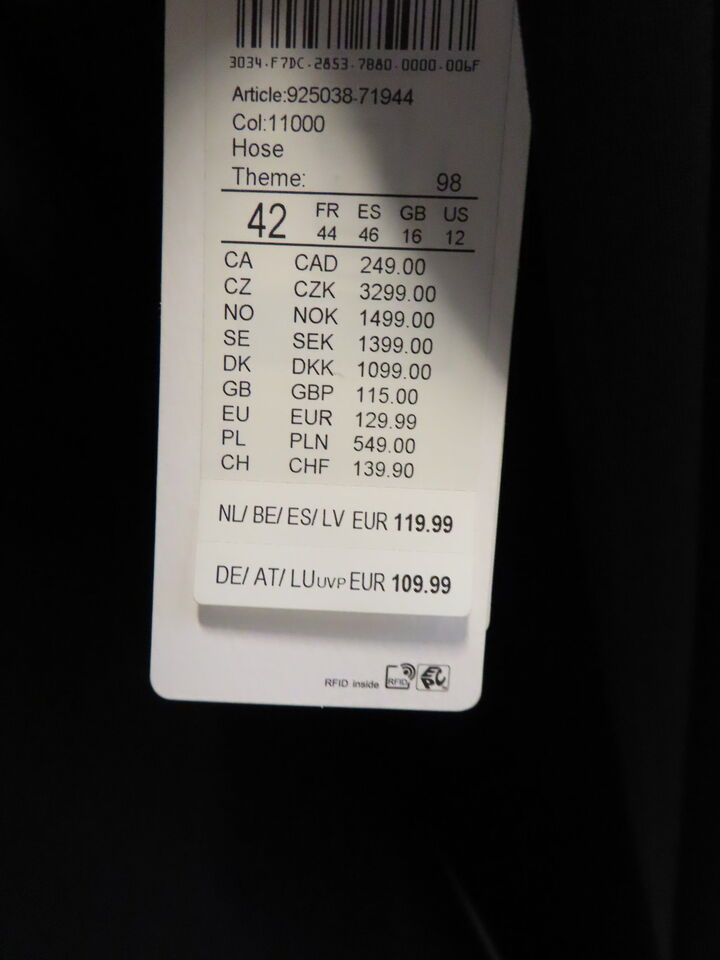 3034-F7DC-2853-7B80-0000-006F
Article:925038-71944
Col:11000
Hose
Theme: 98
42 FR ES GB US
44 46 16 12
CA CAD 249.00
CZ CZK 3299.00
NO NOK 1499.00
SE SEK 1399.00
DK DKK 1099.00
GB GBP 115.00
EU EUR 129.99
PL PLN 549.00
CH CHF 139.90
NL/ BE/ ES/ LV EUR 119.99
DE/ AT/ LU UVP EUR 109.99
RFID inside RFID EPC